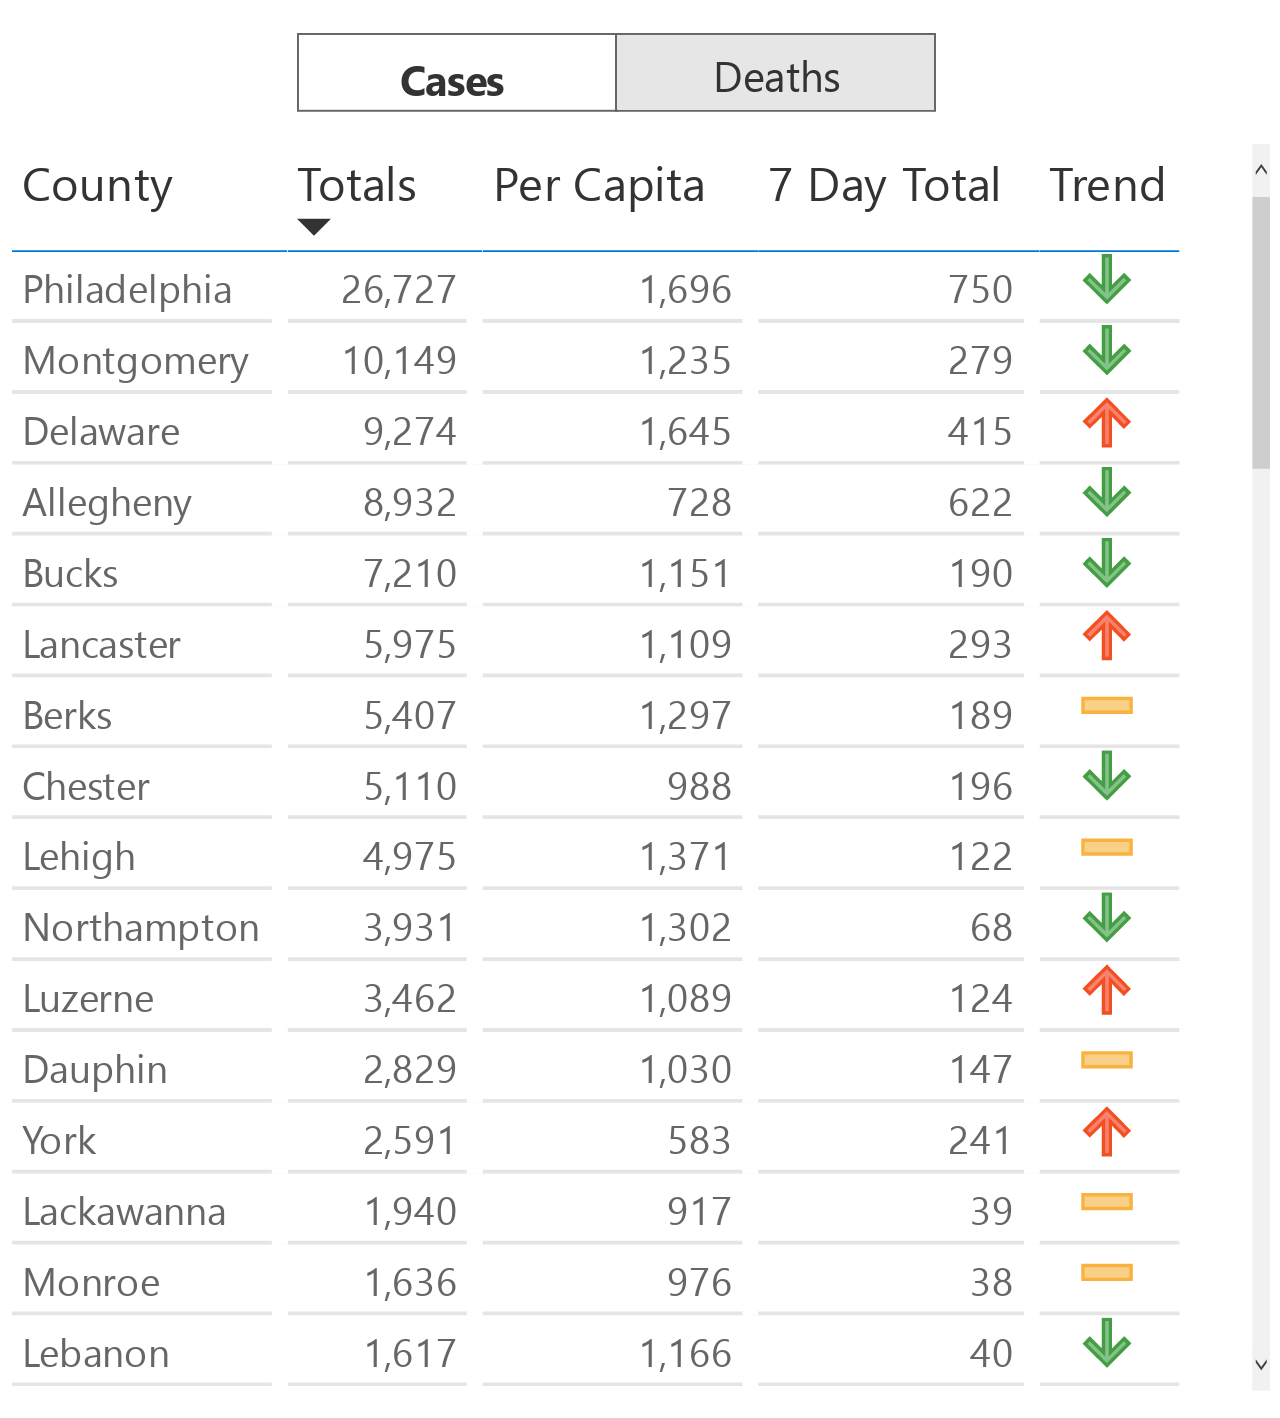 Cases Deaths
County Totals Per Capita 7 Day Total Trend
Philadelphia 26,727 1,696 750
Montgomery 10,149 1,235 279
Delaware 9,274 1,645 415
Allegheny 8,932 728 622
Bucks 7,210 1,151 190
Lancaster 5,975 1,109 293
Berks 5,407 1,297 189
Chester 5,110 988 196
Lehigh 4,975 1,371 122
Northampton 3,931 1,302 68
Luzerne 3,462 1,089 124
Dauphin 2,829 1,030 147
York 2,591 583 241
Lackawanna 1,940 917 39
Monroe 1,636 976 38
Lebanon 1,617 1,166 40